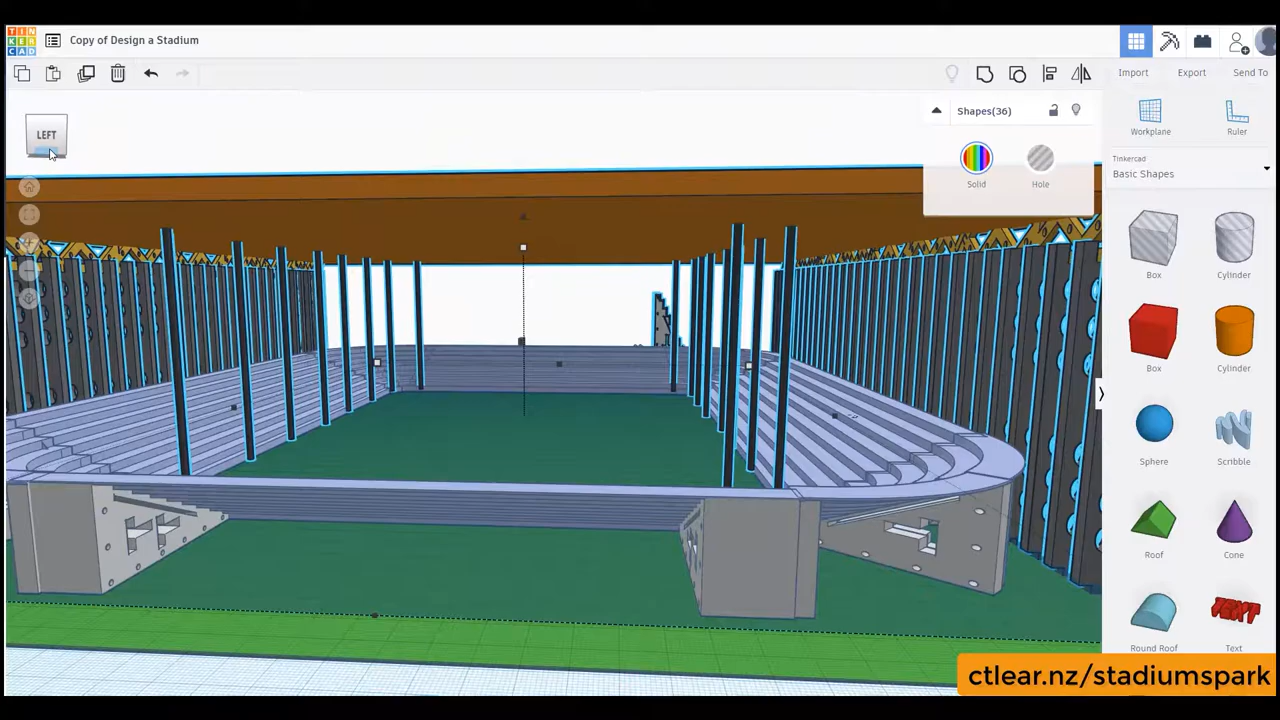 TIN
KER
CAD
Copy of Design a Stadium
Import
Export
Send To
LEFT
Shapes(36)
Solid
Hole
Workplane
Ruler
Tinkercad
Basic Shapes
Box
Cylinder
Box
Cylinder
Sphere
Scribble
Roof
Cone
TEXT
Round Roof
Text
ctlear.nz/stadiumspark